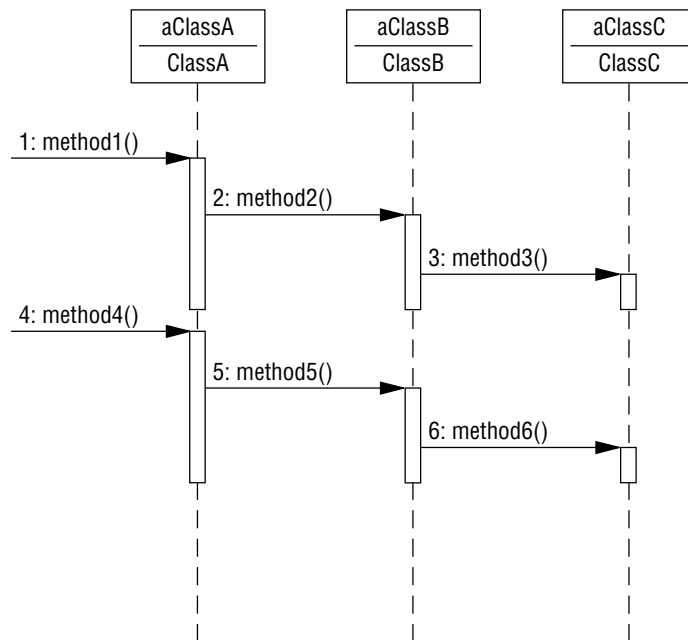 aClassA
ClassA
aClassB
ClassB
aClassC
ClassC
1: method1()
2: method2()
3: method3()
4: method4()
5: method5()
6: method6()